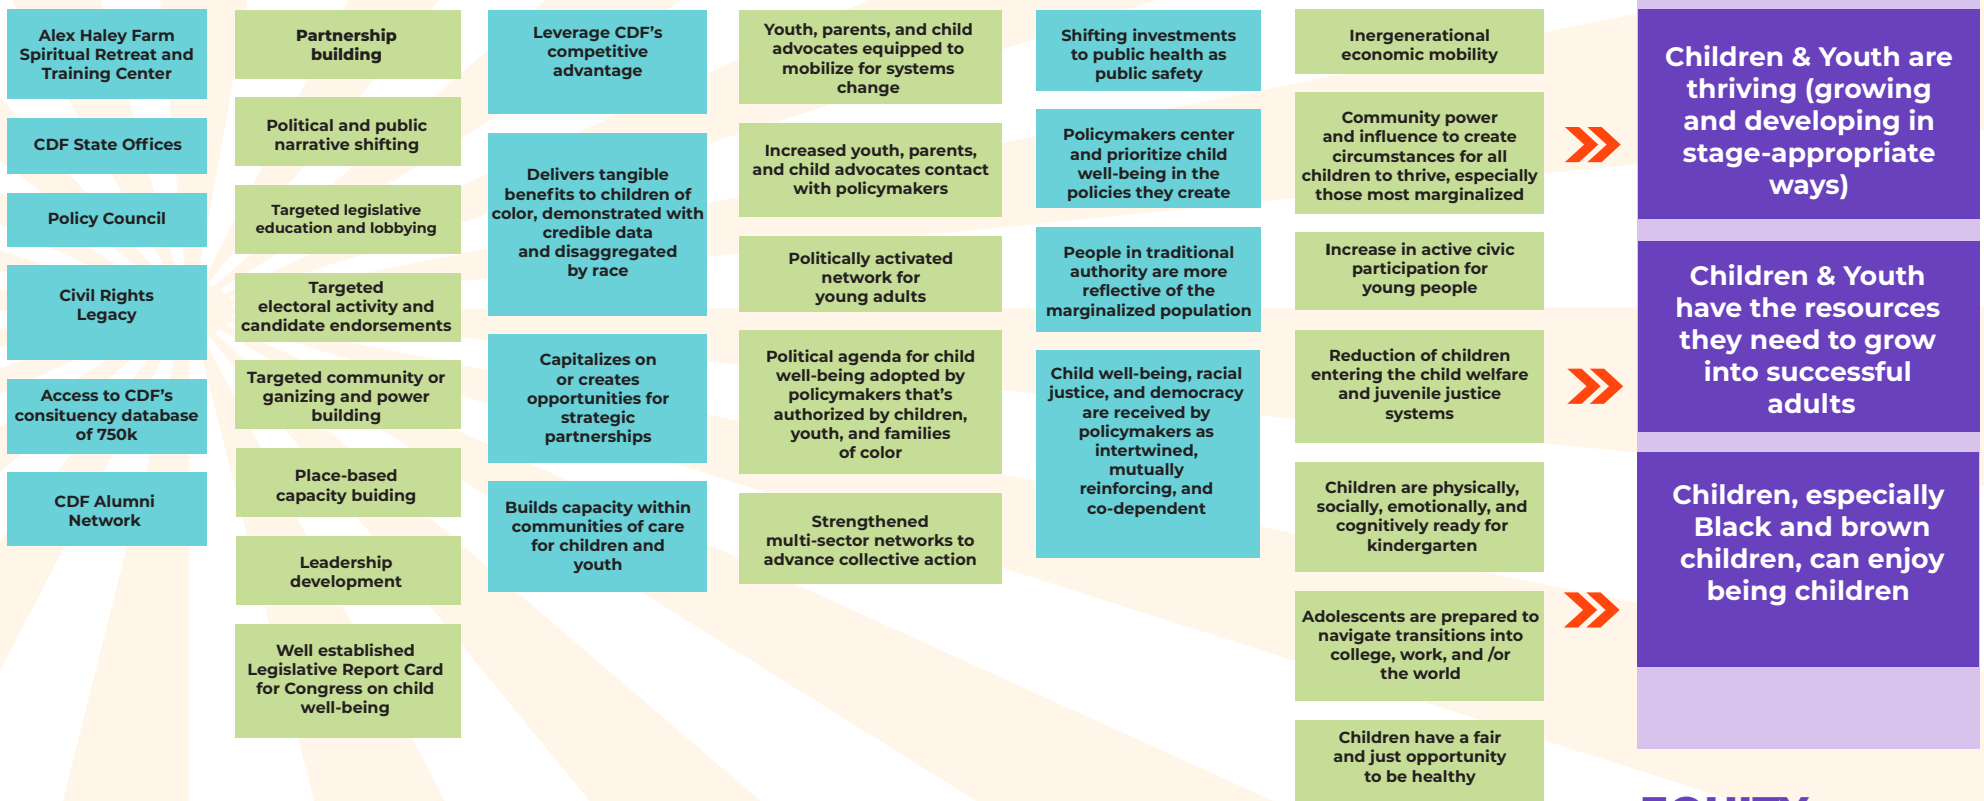 Alex Haley Farm
Spiritual Retreat and
Training Center
CDF State Offices
Policy Council
Civil Rights
Legacy
Access to CDF's
consituency database
of 750k
CDF Alumni
Network
Partnership
building
Political and public
narrative shifting
Targeted legislative
education and lobbying
Targeted
electoral activity and
candidate endorsements
Targeted community or
ganizing and power
building
Place-based
capacity buiding
Leadership
development
Well established
Legislative Report Card
for Congress on child
well-being
Leverage CDF's
competitive
advantage
Delivers tangible
benefits to children of
color, demonstrated with
credible data
and disaggregated
by race
Capitalizes on
or creates
opportunities for
strategic
partnerships
Builds capacity within
communities of care
for children and
youth
Youth, parents, and child
advocates equipped to
mobilize for systems
change
Increased youth, parents,
and child advocates contact
with policymakers
Politically activated
network for
young adults
Political agenda for child
well-being adopted by
policymakers that's
authorized by children,
youth, and families
of color
Strengthened
multi-sector networks to
advance collective action
Shifting investments
to public health as
public safety
Policymakers center
and prioritize child
well-being in the
policies they create
People in traditional
authority are more
reflective of the
marginalized population
Child well-being, racial
justice, and democracy
are received by
policymakers as
intertwined,
mutually
reinforcing, and
co-dependent
Inergenerational
economic mobility
Community power
and influence to create
circumstances for all
children to thrive, especially
those most marginalized
Increase in active civic
participation for
young people
Reduction of children
entering the child welfare
and juvenile justice
systems
Children are physically,
socially, emotionally, and
cognitively ready for
kindergarten
Adolescents are prepared to
navigate transitions into
college, work, and /or
the world
Children have a fair
and just opportunity
to be healthy
Children & Youth are
thriving (growing
and developing in
stage-appropriate
ways)
Children & Youth
have the resources
they need to grow
into successful
adults
Children, especially
Black and brown
children, can enjoy
being children